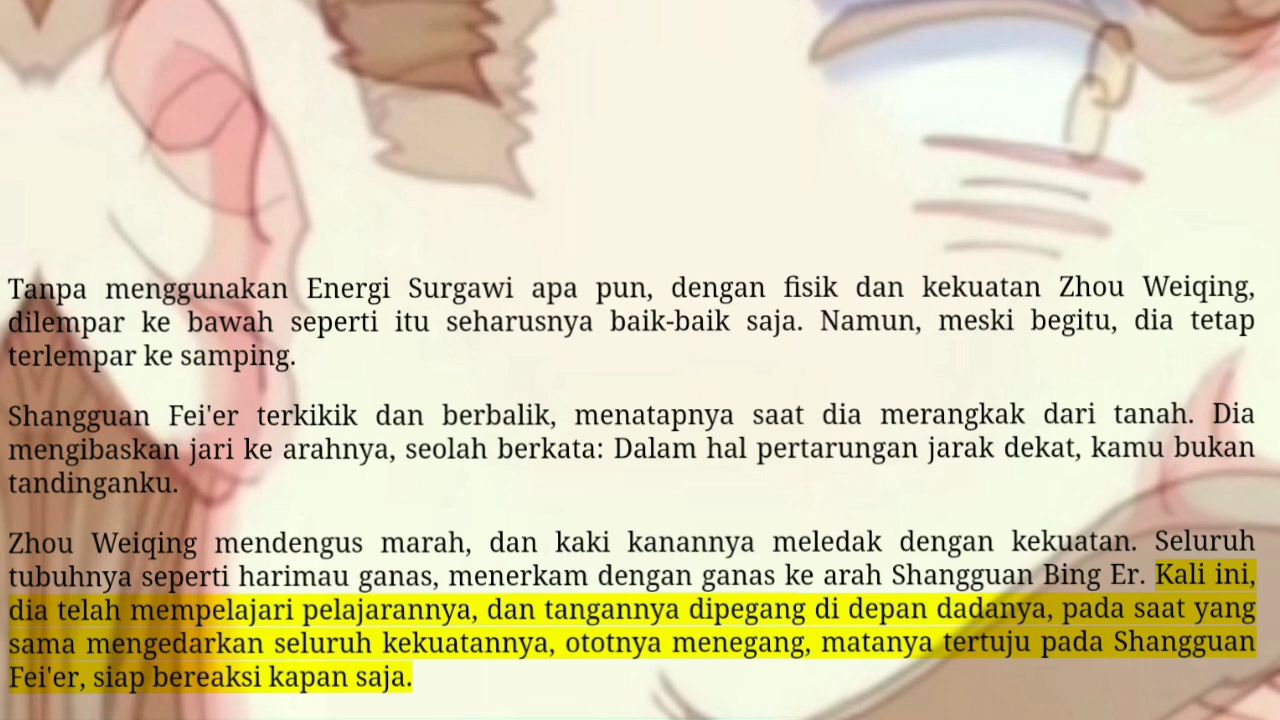 Tanpa menggunakan Energi Surgawi apa pun, dengan fisik dan kekuatan Zhou Weiqing,
dilempar ke bawah seperti itu seharusnya baik-baik saja. Namun, meski begitu, dia tetap
terlempar ke samping.
Shangguan Fei'er terkikik dan berbalik, menatapnya saat dia merangkak dari tanah. Dia
mengibaskan jari ke arahnya, seolah berkata: Dalam hal pertarungan jarak dekat, kamu bukan
tandinganku.
Zhou Weiqing mendengus marah, dan kaki kanannya meledak dengan kekuatan. Seluruh
tubuhnya seperti harimau ganas, menerkam dengan ganas ke arah Shangguan Bing Er. Kali ini,
dia telah mempelajari pelajarannya, dan tangannya dipegang di depan dadanya, pada saat yang
sama mengedarkan seluruh kekuatannya, ototnya menegang, matanya tertuju pada Shangguan
Fei'er, siap bereaksi kapan saja.